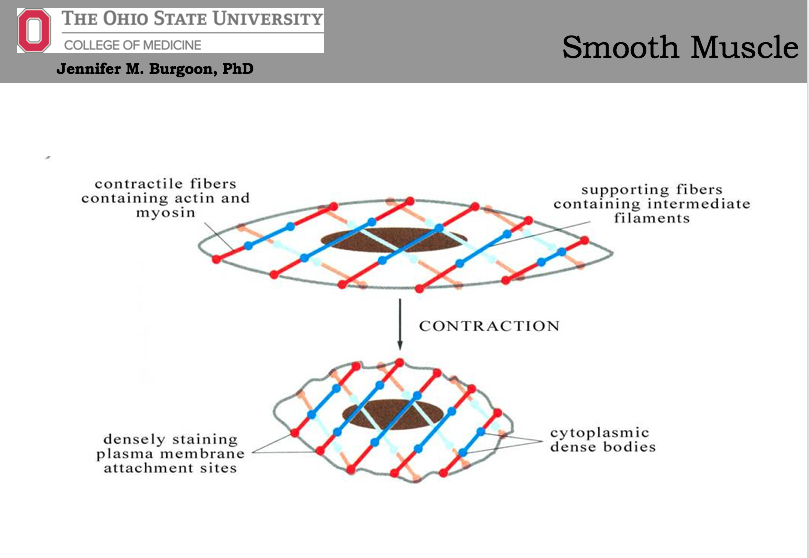 THE OHIO STATE UNIVERSITY
COLLEGE OF MEDICINE
Jennifer M. Burgoon, PhD
Smooth Muscle
contractile fibers
containing actin and
myosin
supporting fibers
containing intermediate
filaments
CONTRACTION
densely staining
plasma membrane
attachment sites
cytoplasmic
dense bodies